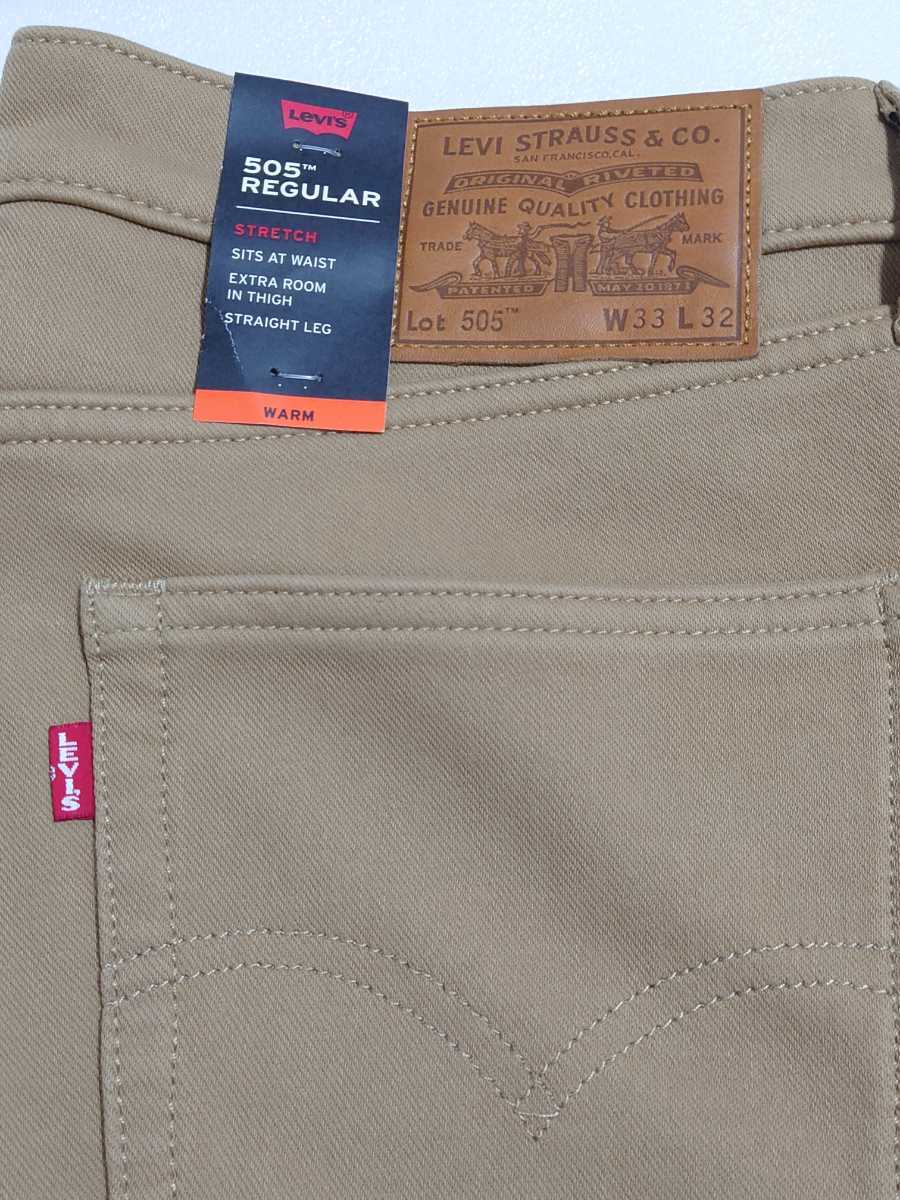 Levi's
505™
REGULAR
STRETCH
SITS AT WAIST
EXTRA ROOM
IN THIGH
STRAIGHT LEG
WARM
LEVI STRAUSS & CO.
SAN FRANCISCO, CAL.
ORIGINAL RIVETED
GENUINE QUALITY CLOTHING
TRADE MARK
PATENTED MAY 20 1873
Lot 505™ W33 L32
LEVI'S